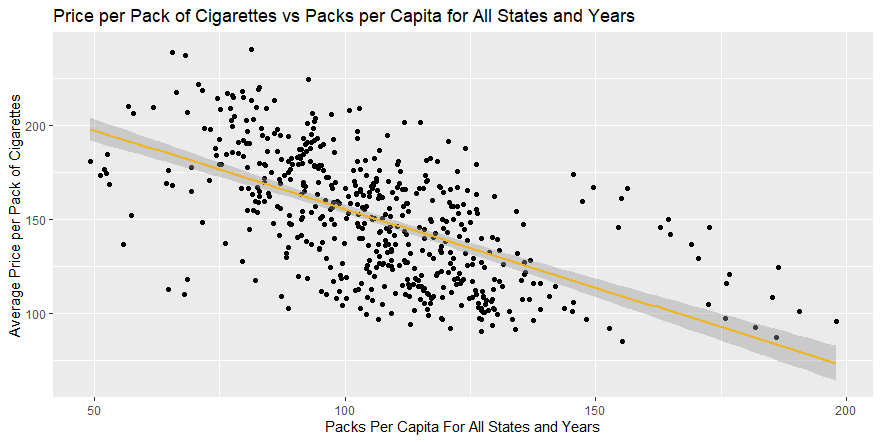 Price per Pack of Cigarettes vs Packs per Capita for All States and Years
Average Price per Pack of Cigarettes
200
150
100
50
100
150
200
Packs Per Capita For All States and Years